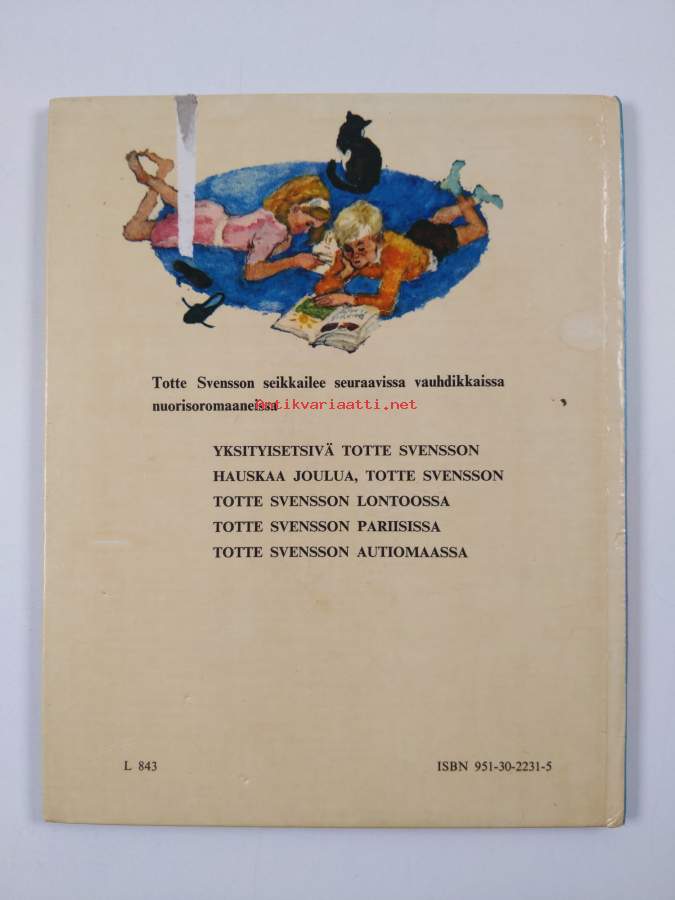 Totte Svensson seikkailee seuraavissa vauhdikkaissa
nuorisoromaaneissa
Antikvariaatti.net
YKSITYISETSIVÄ TOTTE SVENSSON
HAUSKAA JOULUA, TOTTE SVENSSON
TOTTE SVENSSON LONTOOSSA
TOTTE SVENSSON PARIISISSA
TOTTE SVENSSON AUTIOMAASSA
L 843
ISBN 951-30-2231-5